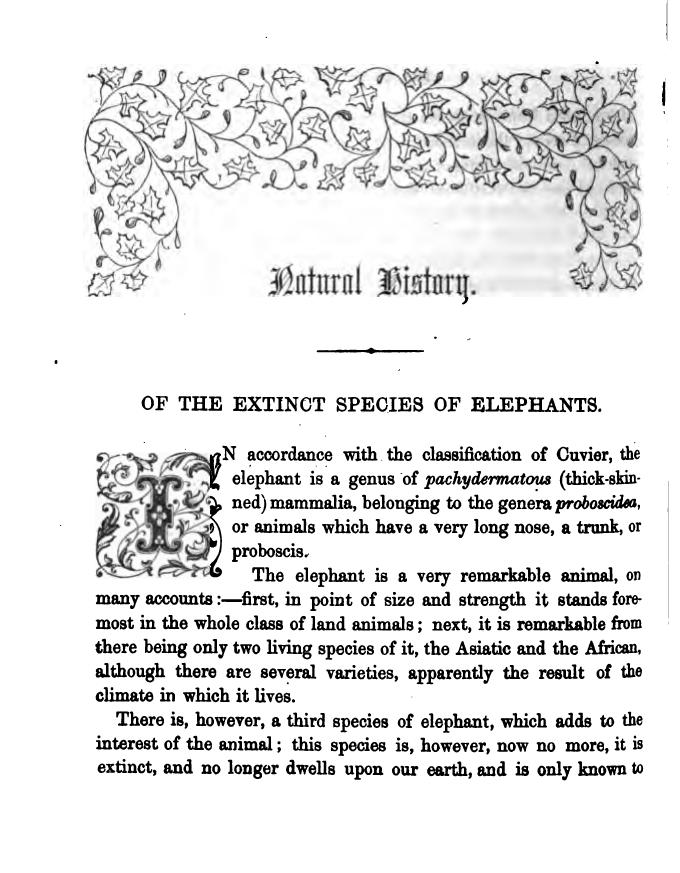 Natural History.
OF THE EXTINCT SPECIES OF ELEPHANTS.
IN accordance with the classification of Cuvier, the
elephant is a genus of pachydermatous (thick-skin-
ned) mammalia, belonging to the genera proboscidea,
or animals which have a very long nose, a trunk, or
proboscis.
The elephant is a very remarkable animal, on
many accounts :—first, in point of size and strength it stands fore-
most in the whole class of land animals ; next, it is remarkable from
there being only two living species of it, the Asiatic and the African,
although there are several varieties, apparently the result of the
climate in which it lives.
There is, however, a third species of elephant, which adds to the
interest of the animal ; this species is, however, now no more, it is
extinct, and no longer dwells upon our earth, and is only known to